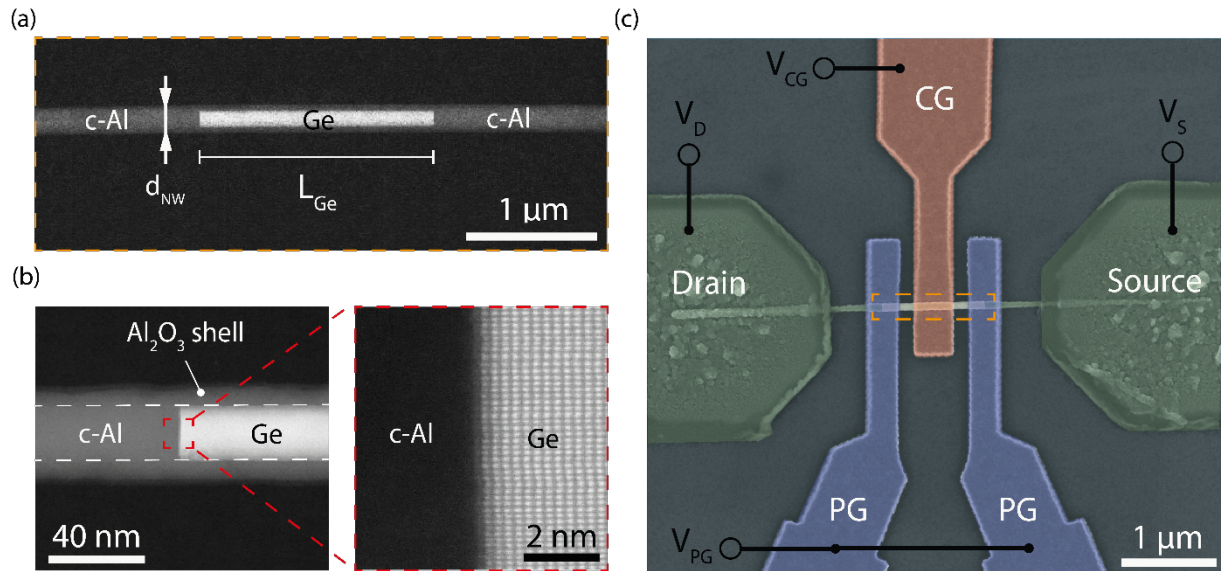 (a)
c-Al
Ge
c-Al
d_NW
L_Ge
1 μm
(b)
Al₂O₃ shell
c-Al
Ge
40 nm
c-Al
Ge
2 nm
(c)
V_CG
CG
V_D
V_S
Drain
Source
PG
PG
V_PG
1 μm